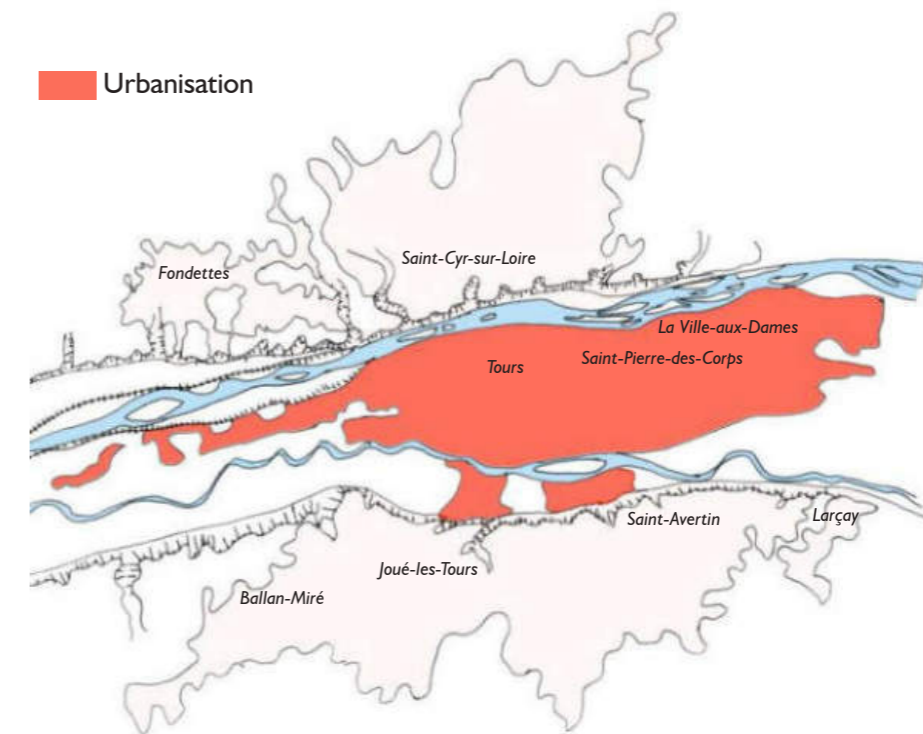 Urbanisation
Saint-Cyr-sur-Loire
Fondettes
La Ville-aux-Dames
Tours
Saint-Pierre-des-Corps
Saint-Avertin
Larçay
Joué-les-Tours
Ballan-Miré